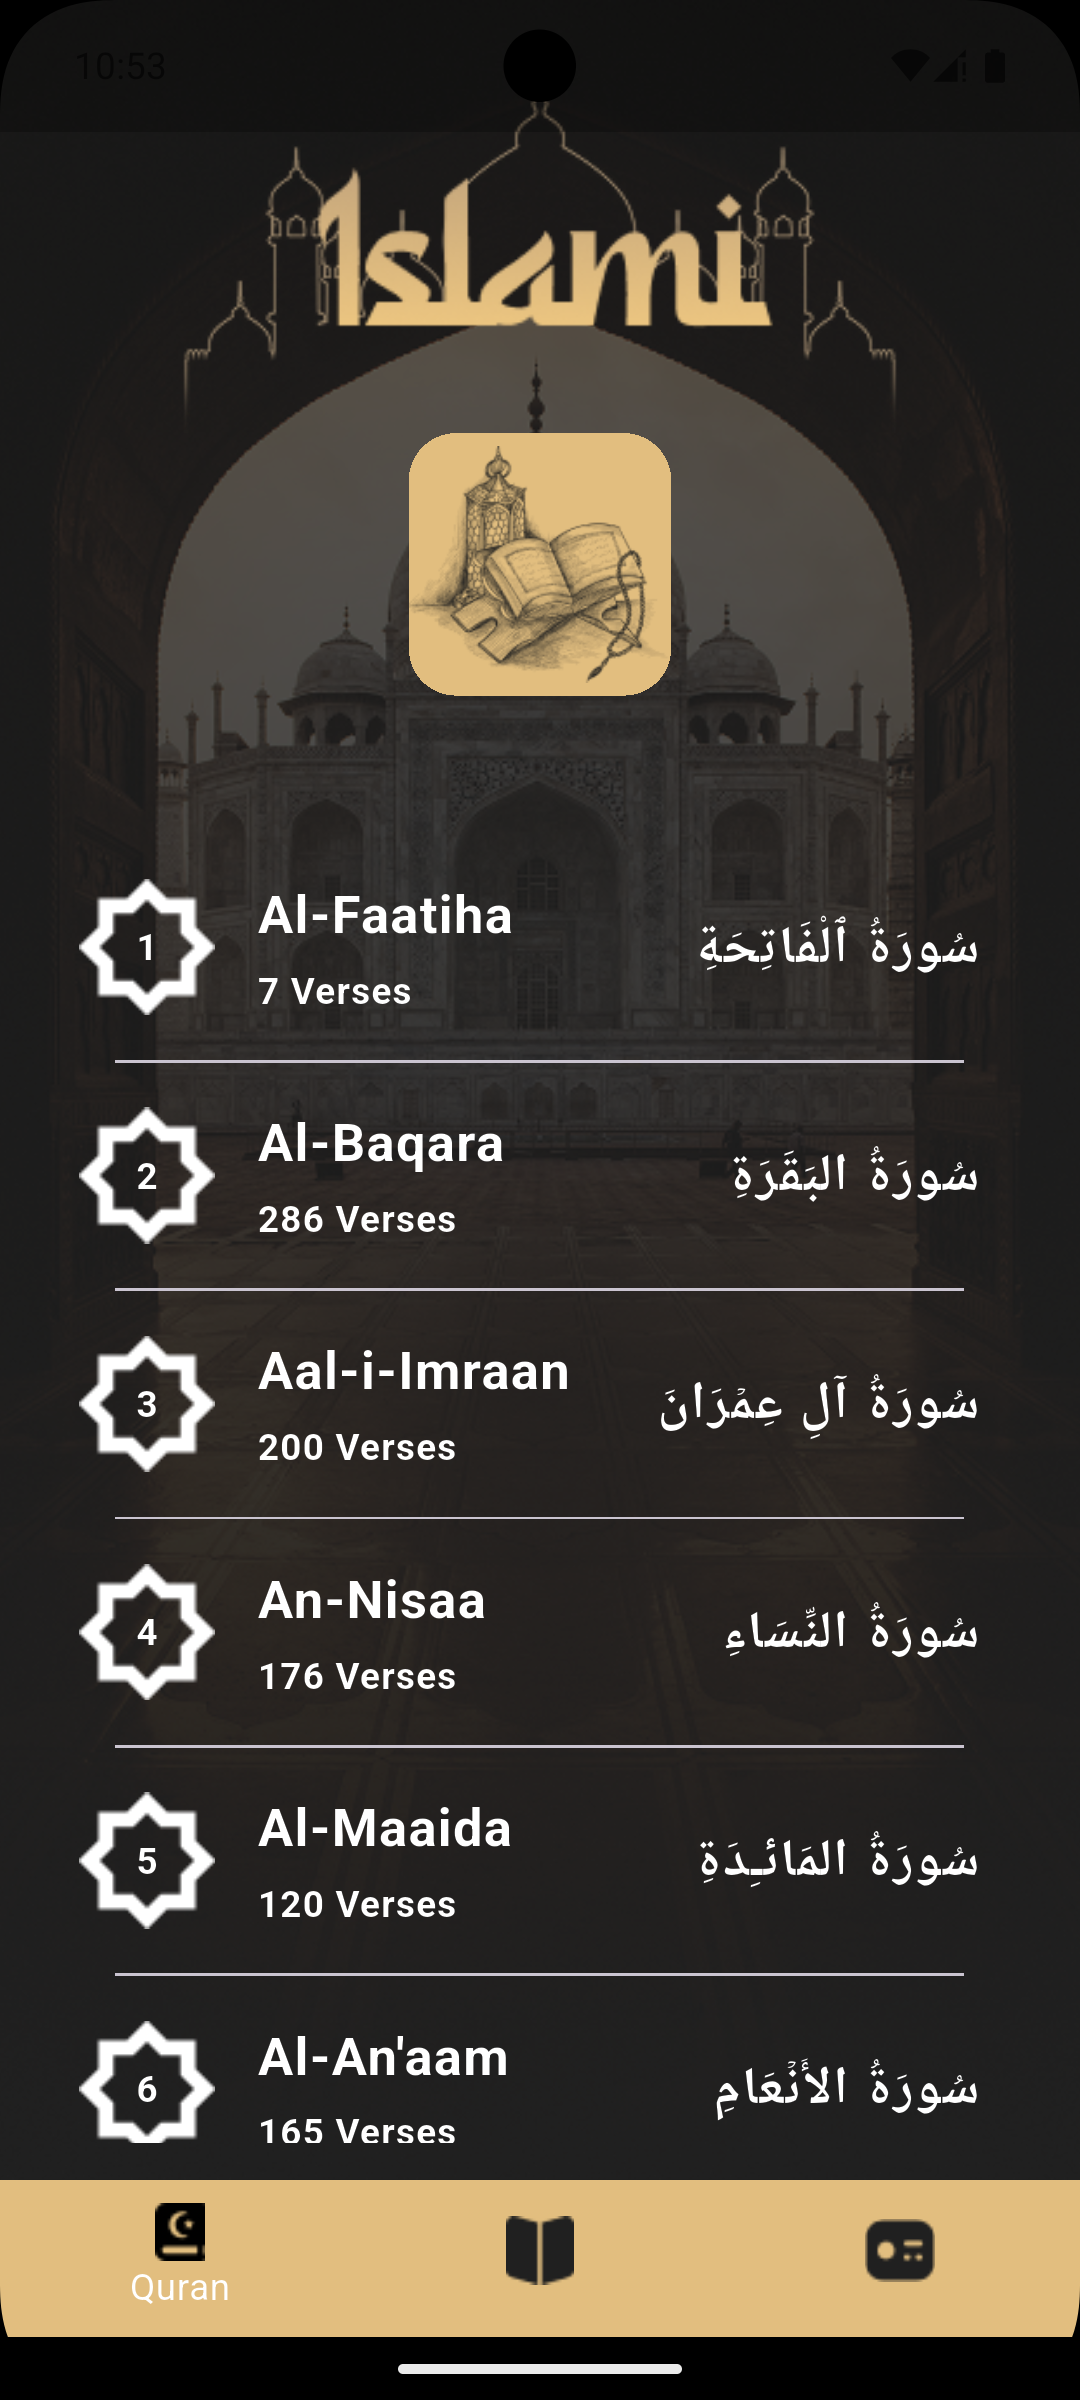 10:53
Islami
1
Al-Faatiha
7 Verses
سُورَةُ ٱلْفَاتِحَةِ
2
Al-Baqara
286 Verses
سُورَةُ البَقَرَةِ
3
Aal-i-Imraan
200 Verses
سُورَةُ آلِ عِمۡرَانَ
4
An-Nisaa
176 Verses
سُورَةُ النِّسَاءِ
5
Al-Maaida
120 Verses
سُورَةُ المَائـِدَةِ
6
Al-An'aam
165 Verses
سُورَةُ الأَنۡعَامِ
Quran